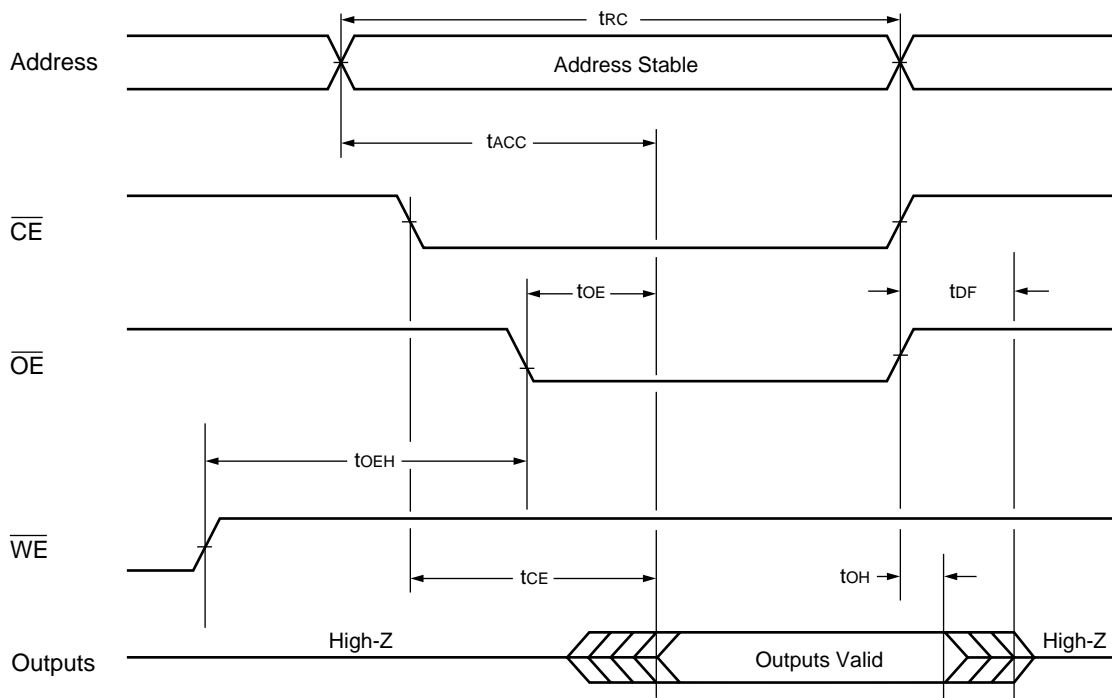 tRC
Address
Address Stable
tACC
CE
tOE
tDF
OE
tOEH
WE
tCE
tOH
High-Z
Outputs Valid
High-Z
Outputs